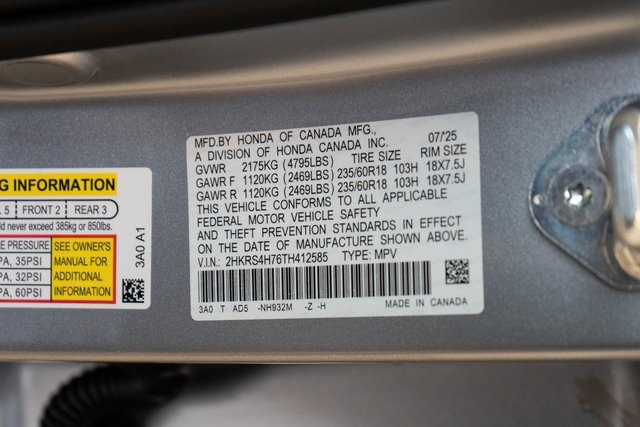 MFD.BY HONDA OF CANADA MFG., 07/25
A DIVISION OF HONDA CANADA INC.
GVWR 2175KG (4795LBS) TIRE SIZE RIM SIZE
GAWR F 1120KG (2469LBS) 235/60R18 103H 18X7.5J
GAWR R 1120KG (2469LBS) 235/60R18 103H 18X7.5J
THIS VEHICLE CONFORMS TO ALL APPLICABLE
FEDERAL MOTOR VEHICLE SAFETY
AND THEFT PREVENTION STANDARDS IN EFFECT
ON THE DATE OF MANUFACTURE SHOWN ABOVE.
V.I.N.: 2HKRS4H76TH412585 TYPE: MPV
3A0 T AD5 -NH932M -Z -H MADE IN CANADA
G INFORMATION
5 FRONT 2 REAR 3
ld never exceed 385kg or 850lbs.
E PRESSURE SEE OWNER'S
PA, 35PSI MANUAL FOR
ADDITIONAL
PA, 32PSI INFORMATION
PA, 60PSI
3A0 A1